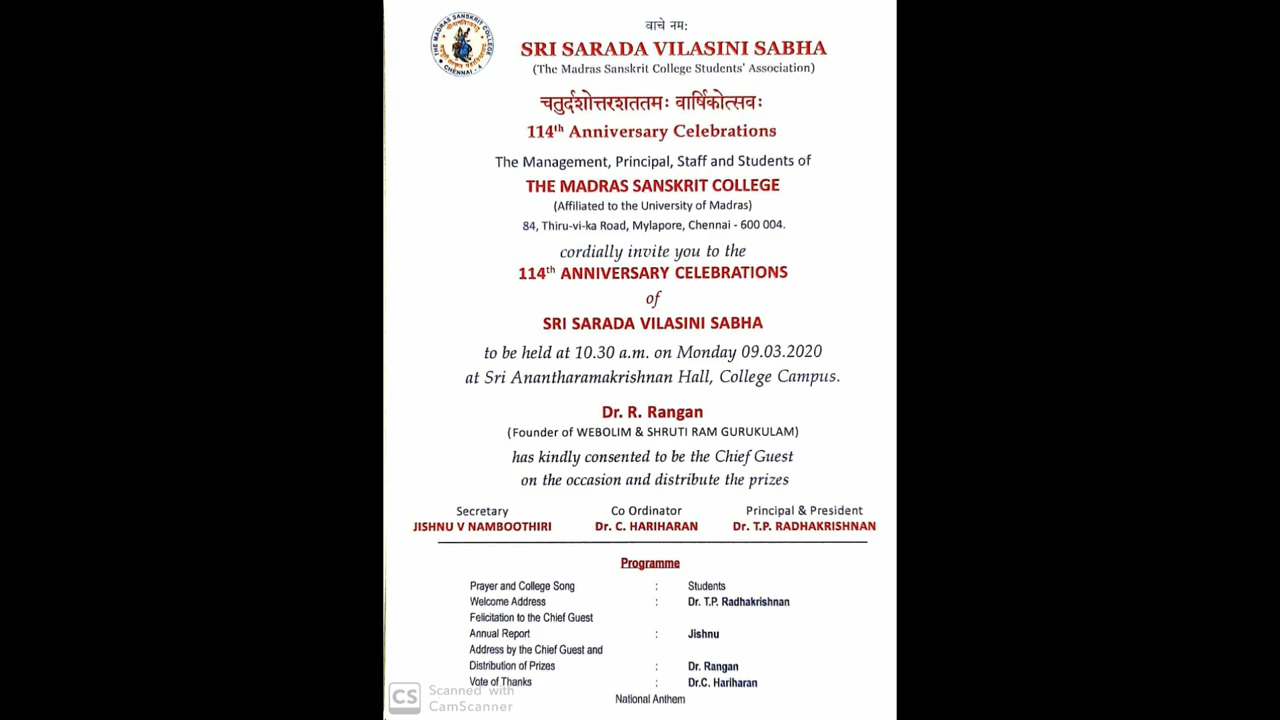 वाचे नम:
SRI SARADA VILASINI SABHA
(The Madras Sanskrit College Students' Association)
चतुर्दशोत्तरशततमः वार्षिकोत्सवः
114th Anniversary Celebrations
The Management, Principal, Staff and Students of
THE MADRAS SANSKRIT COLLEGE
(Affiliated to the University of Madras)
84, Thiru-vi-ka Road, Mylapore, Chennai - 600 004.
cordially invite you to the
114th ANNIVERSARY CELEBRATIONS
of
SRI SARADA VILASINI SABHA
to be held at 10.30 a.m. on Monday 09.03.2020
at Sri Anantharamakrishnan Hall, College Campus.
Dr. R. Rangan
(Founder of WEBOLIM & SHRUTI RAM GURUKULAM)
has kindly consented to be the Chief Guest
on the occasion and distribute the prizes
Secretary Co Ordinator Principal & President
JISHNU V NAMBOOTHIRI Dr. C. HARIHARAN Dr. T.P. RADHAKRISHNAN
Programme
Prayer and College Song : Students
Welcome Address : Dr. T.P. Radhakrishnan
Felicitation to the Chief Guest
Annual Report : Jishnu
Address by the Chief Guest and
Distribution of Prizes : Dr. Rangan
Vote of Thanks : Dr.C. Hariharan
National Anthem
THE MADRAS SANSKRIT COLLEGE
CHENNAI - 4
CS Scanned with
CamScanner